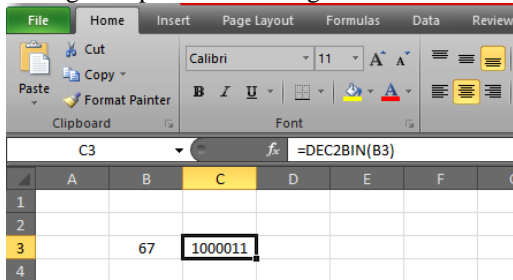 File Home Insert Page Layout Formulas Data Review
Cut
Calibri 11 A A
Copy
Paste
Format Painter
B I U A
Clipboard Font
C3 fx =DEC2BIN(B3)
A B C D E F
1
2
3 67 1000011
4